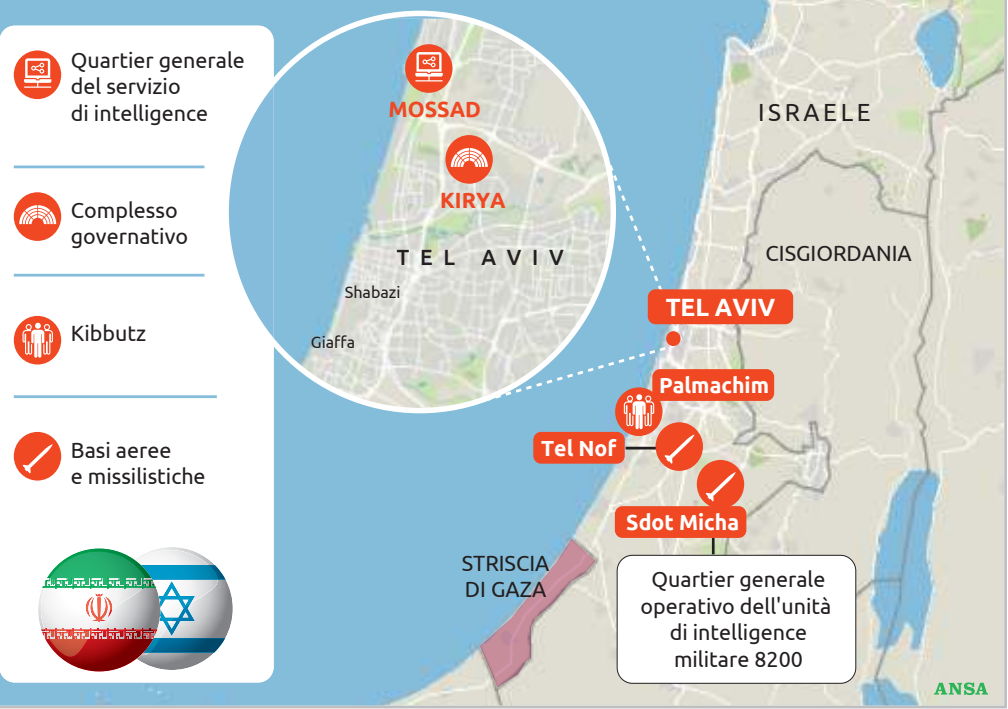 Quartier generale
del servizio
di intelligence
Complesso
governativo
Kibbutz
Basi aeree
e missilistiche
MOSSAD
KIRYA
TEL AVIV
Shabazi
Giaffa
ISRAELE
CISGIORDANIA
TEL AVIV
Palmachim
Tel Nof
Sdot Micha
STRISCIA
DI GAZA
Quartier generale
operativo dell'unità
di intelligence
militare 8200
ANSA